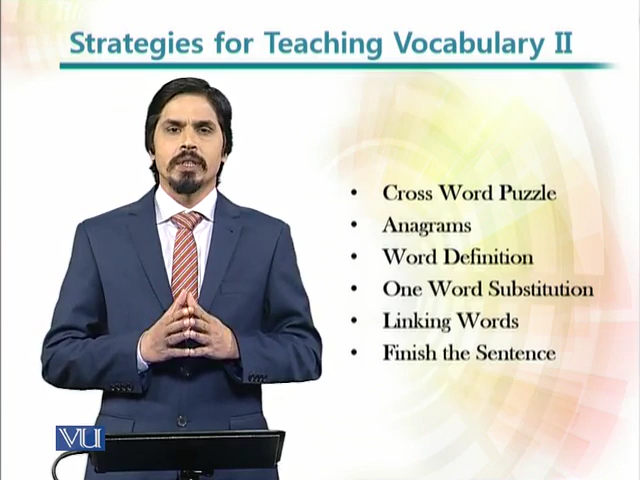 Strategies for Teaching Vocabulary II
• Cross Word Puzzle
• Anagrams
• Word Definition
• One Word Substitution
• Linking Words
• Finish the Sentence
VU